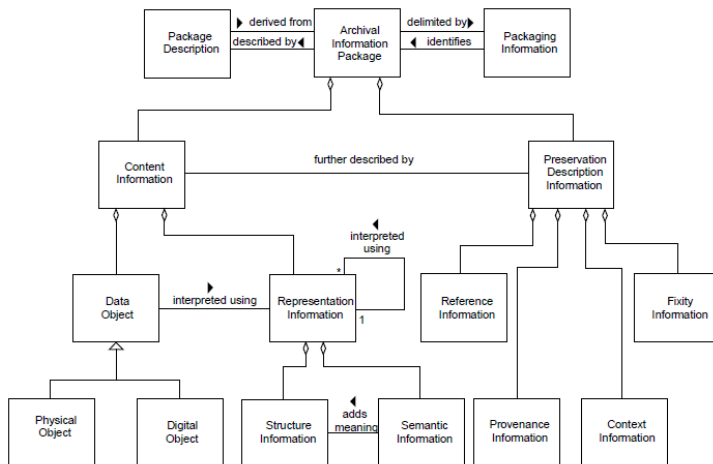 derived from
Package
Description
described by
Archival
Information
Package
delimited by
identifies
Packaging
Information
Content
Information
further described by
Preservation
Description
Information
interpreted
using
*
1
Data
Object
interpreted using
Representation
Information
Reference
Information
Fixity
Information
Physical
Object
Digital
Object
Structure
Information
adds
meaning
Semantic
Information
Provenance
Information
Context
Information